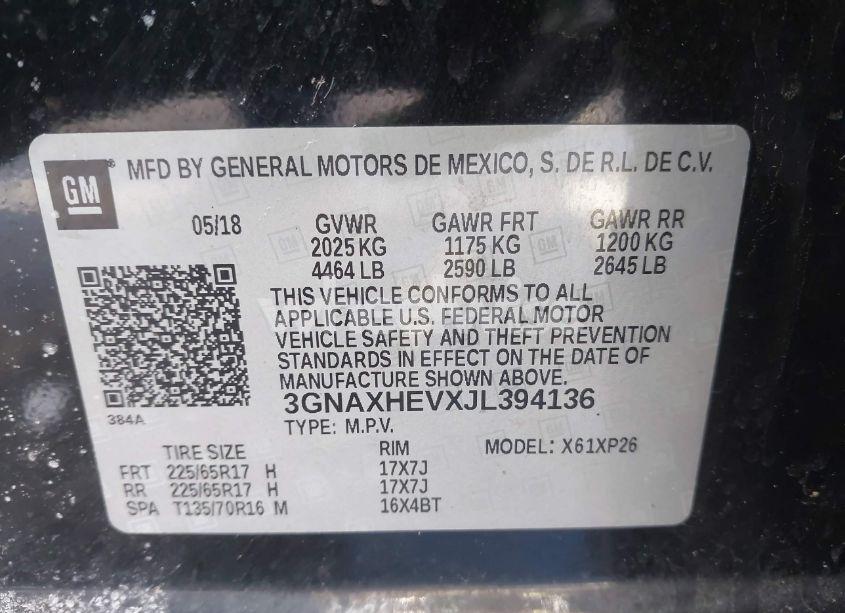 GM
MFD BY GENERAL MOTORS DE MEXICO, S. DE R.L. DE C.V.
05/18 GVWR GAWR FRT GAWR RR
2025 KG 1175 KG 1200 KG
4464 LB 2590 LB 2645 LB
THIS VEHICLE CONFORMS TO ALL
APPLICABLE U.S. FEDERAL MOTOR
VEHICLE SAFETY AND THEFT PREVENTION
STANDARDS IN EFFECT ON THE DATE OF
MANUFACTURE SHOWN ABOVE.
3GNAXHEVXJL394136
384A
TYPE: M.P.V.
TIRE SIZE RIM MODEL: X61XP26
FRT 225/65R17 H 17X7J
RR 225/65R17 H 17X7J
SPA T135/70R16 M 16X4BT